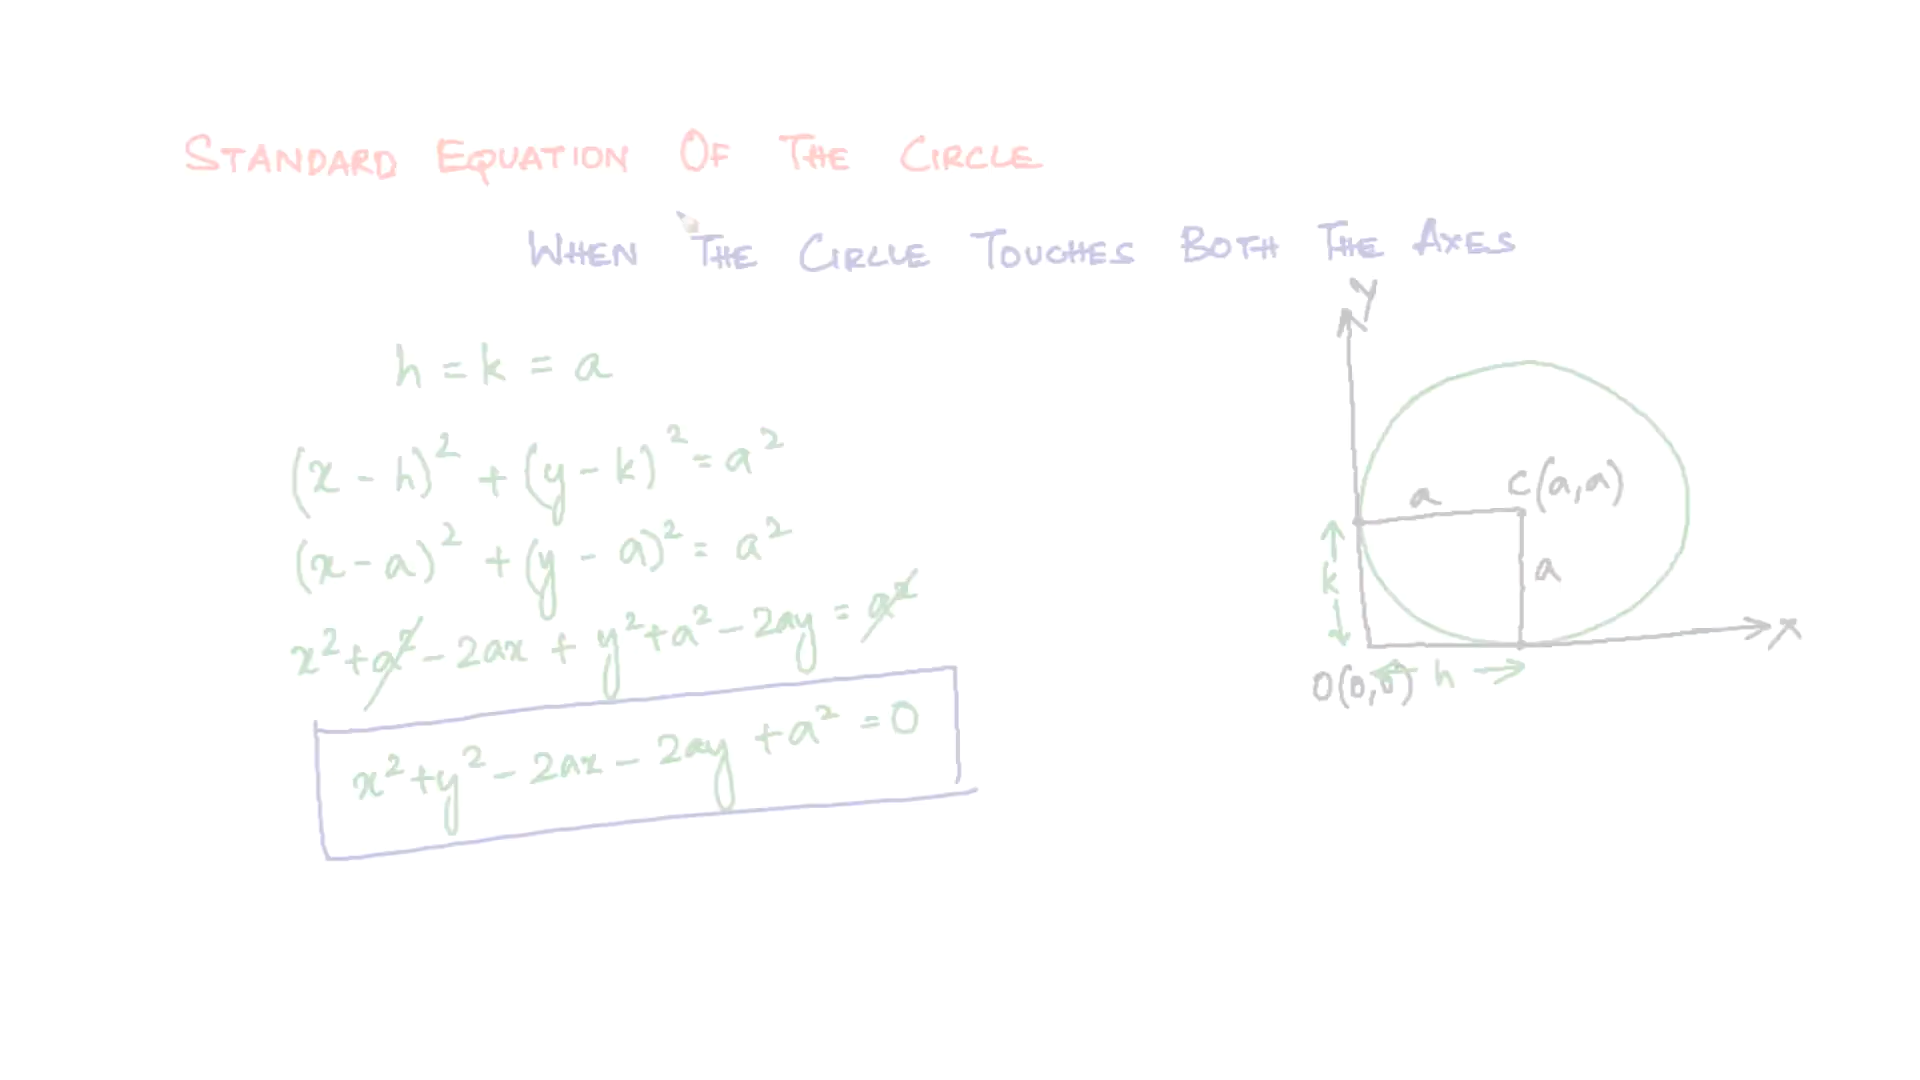 STANDARD EQUATION OF THE CIRCLE
WHEN THE CIRCLE TOUCHES BOTH THE AXES
h = k = a
(x - h)² + (y - k)² = a²
(x - a)² + (y - a)² = a²
x² + a² - 2ax + y² + a² - 2ay = a²
x² + y² - 2ax - 2ay + a² = 0
Y
C(a,a)
a
a
k
X
O(0,0)
h